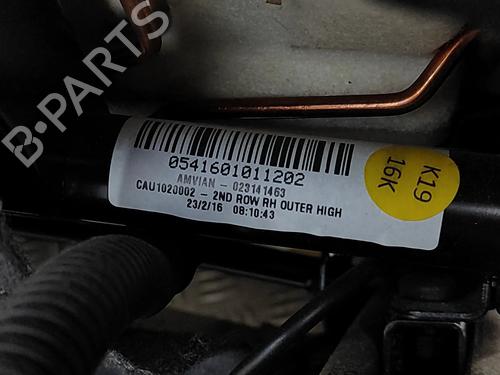 B-PARTS
0541601011202
AMVIAN - 023141463
CAU1020002 - 2ND ROW RH OUTER HIGH
23/2/16 08:10:43
K19
16K